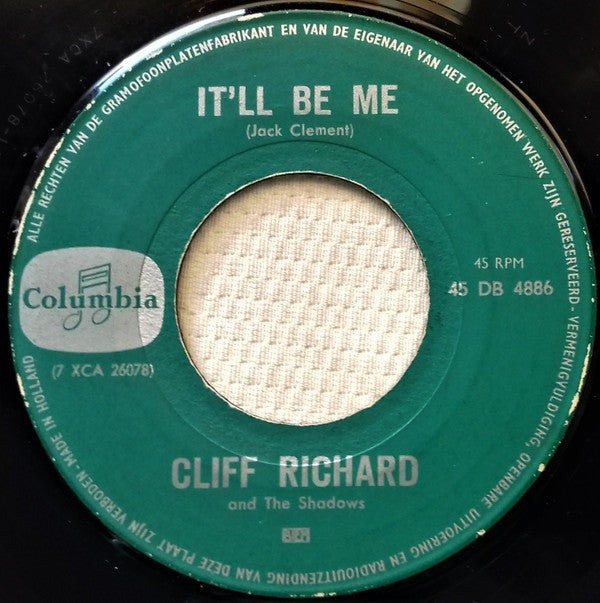 ALLE RECHTEN VAN DE GRAMOFOONPLATENFABRIKANT EN VAN DE EIGENAAR VAN HET OPGENOMEN WERK ZIJN GERESERVEERD - VERMENIGVULDIGING, OPENBARE UITVOERING EN RADIOUITZENDING VAN DEZE PLAAT ZIJN VERBODEN - MADE IN HOLLAND
IT'LL BE ME
(Jack Clement)
Columbia
45 RPM
45 DB 4886
(7 XCA 26078)
CLIFF RICHARD
and The Shadows